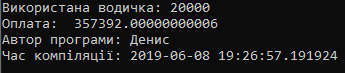 Використана водичка: 20000
Оплата:  357392.00000000006
Автор програми: Денис
Час компіляції: 2019-06-08 19:26:57.191924